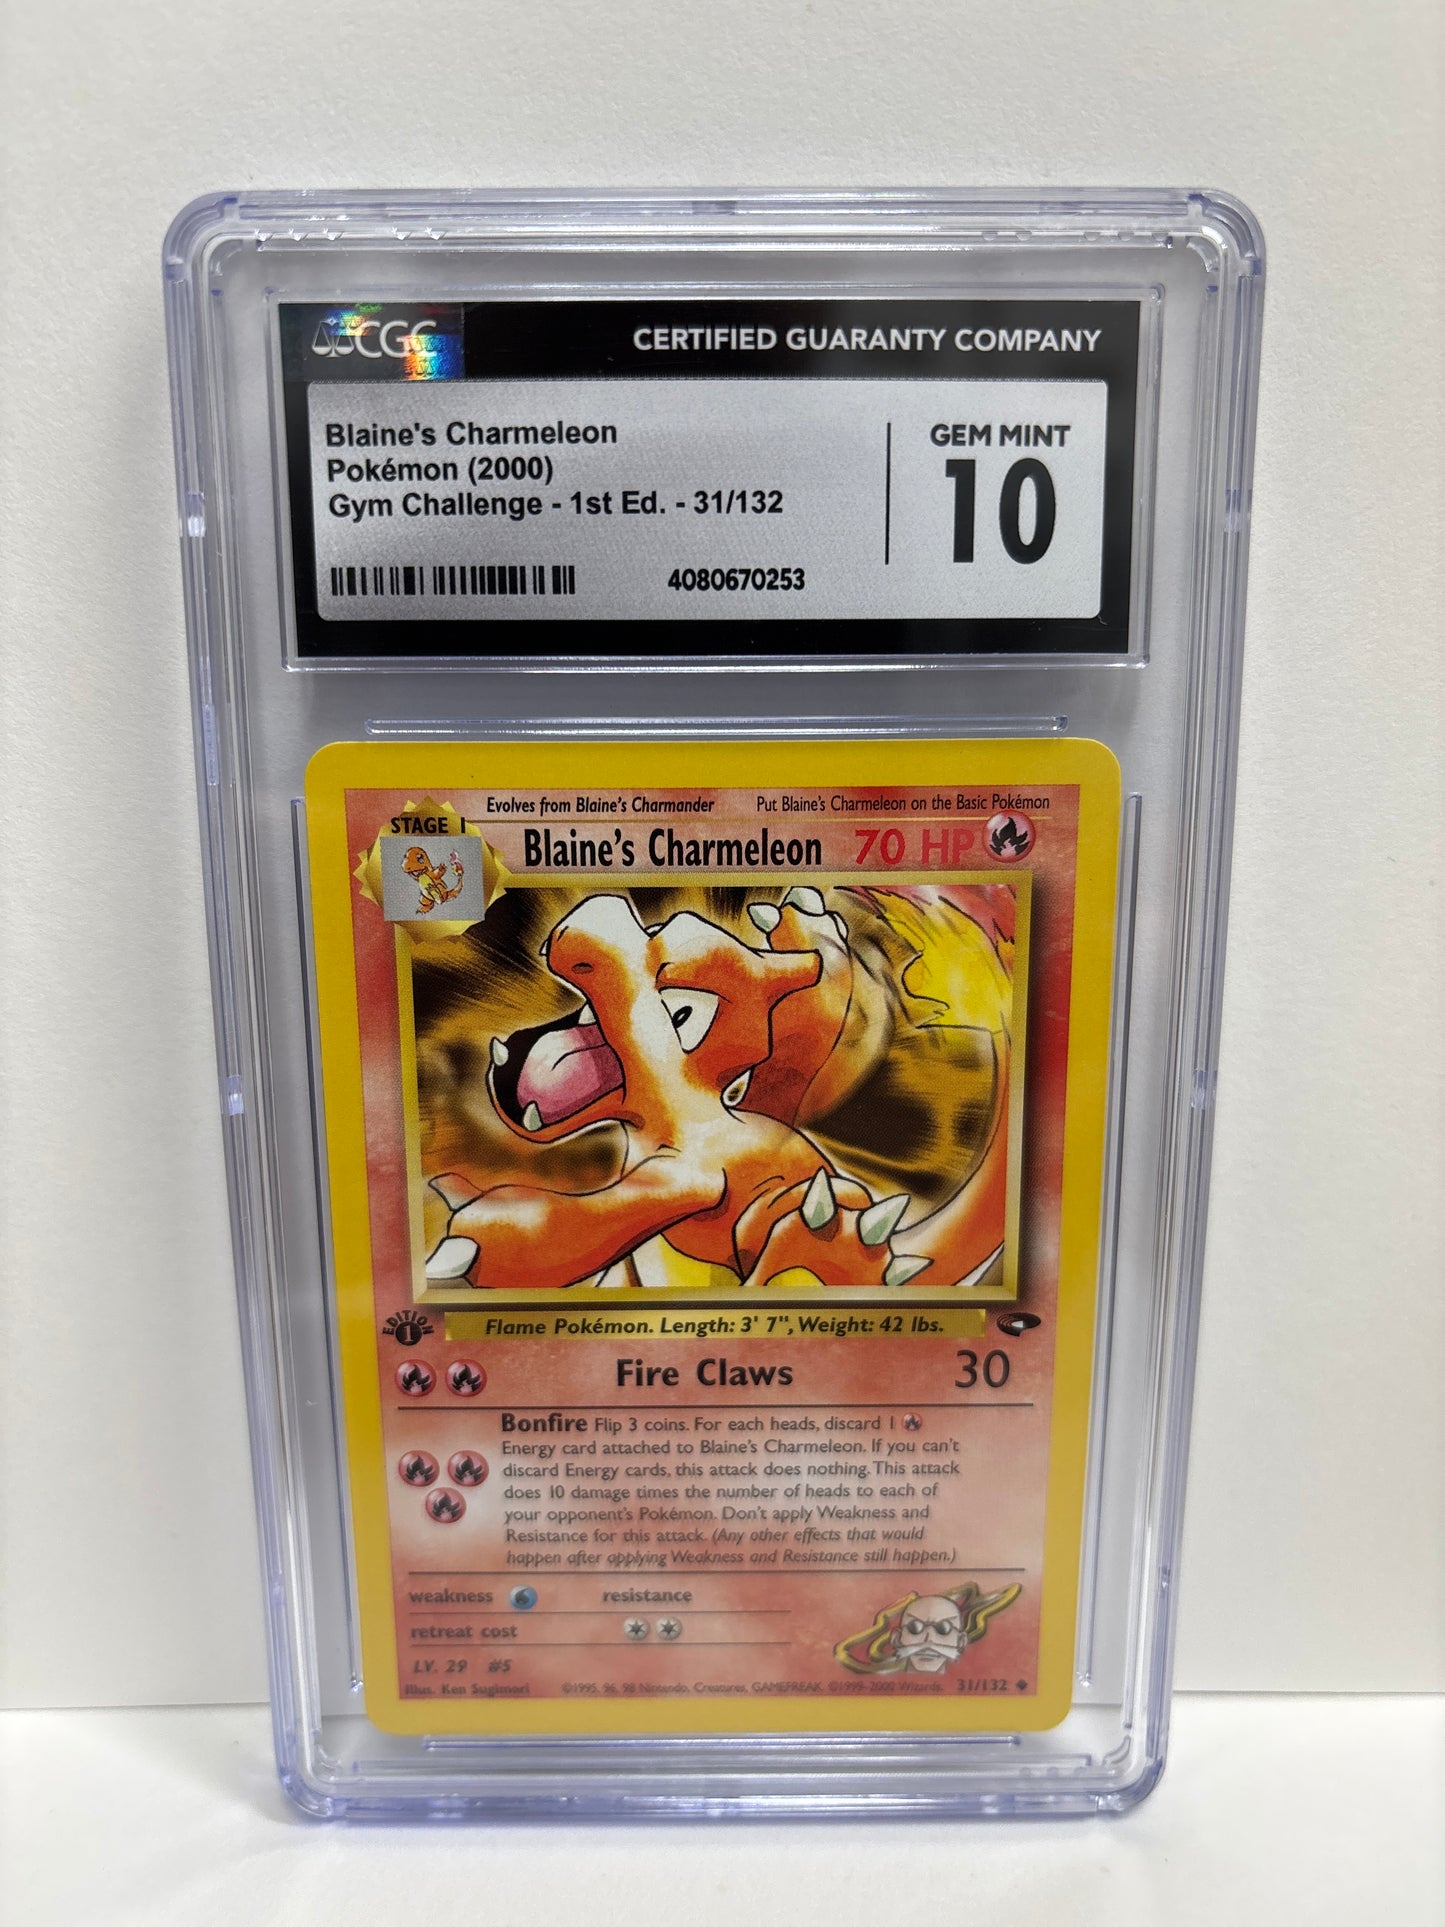 CGC
CERTIFIED GUARANTY COMPANY
Blaine's Charmeleon
Pokémon (2000)
Gym Challenge - 1st Ed. - 31/132
GEM MINT
10
4080670253
Evolves from Blaine's Charmander
Put Blaine's Charmeleon on the Basic Pokémon
STAGE 1
Blaine's Charmeleon
70 HP
EDITION
1
Flame Pokémon. Length: 3' 7", Weight: 42 lbs.
Fire Claws
30
Bonfire Flip 3 coins. For each heads, discard 1
Energy card attached to Blaine's Charmeleon. If you can't
discard Energy cards, this attack does nothing. This attack
does 10 damage times the number of heads to each of
your opponent's Pokémon. Don't apply Weakness and
Resistance for this attack. (Any other effects that would
happen after applying Weakness and Resistance still happen.)
weakness
resistance
retreat cost
LV. 29 #5
Illus. Ken Sugimori
©1995, 96, 98 Nintendo, Creatures, GAMEFREAK. ©1999-2000 Wizards.
31/132